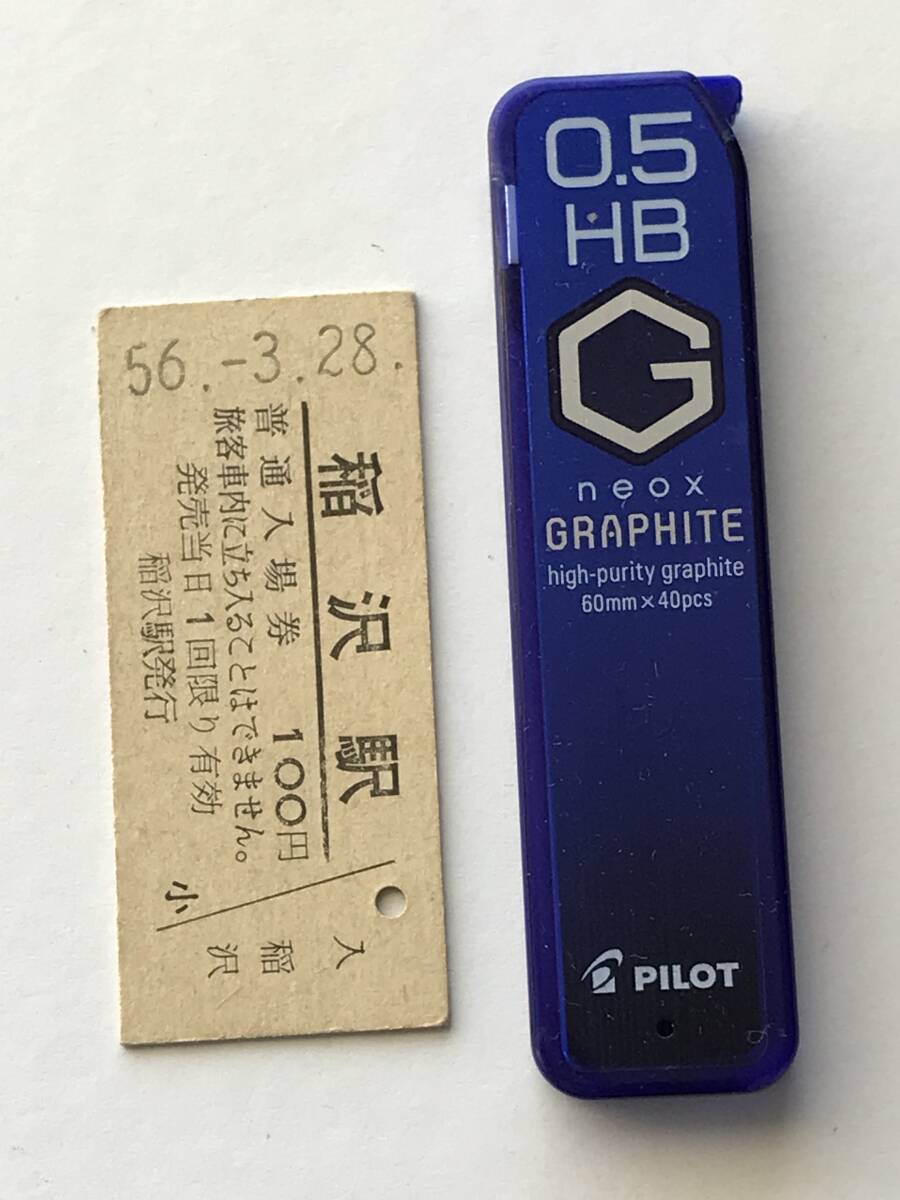 56.-3.28.
稲沢駅
普通入場券 100円
旅客車内に立ち入ることはできません。
発売当日1回限り有効
稲沢駅発行
小
入
稲
沢
0.5
HB
G
neox
GRAPHITE
high-purity graphite
60mm×40pcs
PILOT